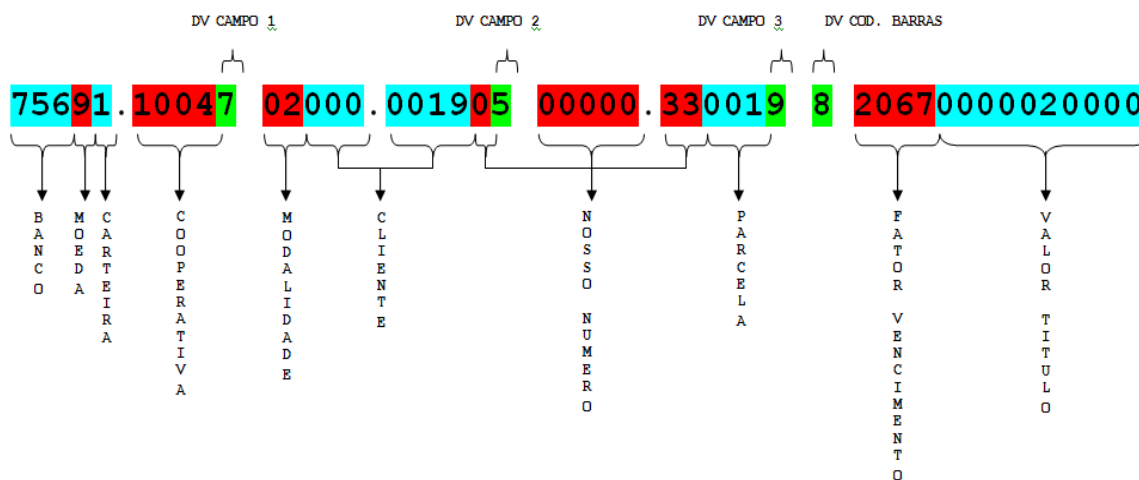 DV CAMPO 1 DV CAMPO 2 DV CAMPO 3 DV COD. BARRAS
75691.10047 02000.001905 00000.330019 8 20670000020000
BANCO MOEDA CARTEIRA COOPERATIVA MODALIDADE CLIENTE NOSSO NUMERO PARCELA FATOR VENCIMENTO VALOR TITULO